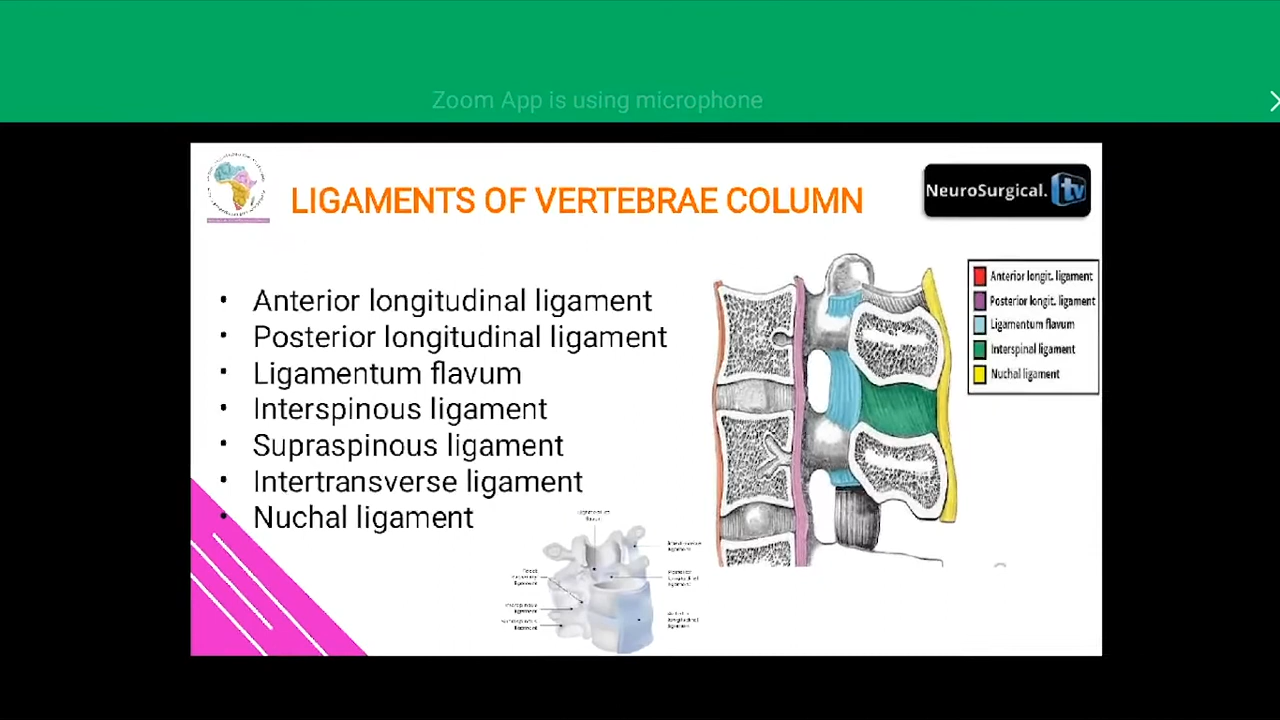 Zoom App is using microphone
LIGAMENTS OF VERTEBRAE COLUMN
NeuroSurgical. tv
• Anterior longitudinal ligament
• Posterior longitudinal ligament
• Ligamentum flavum
• Interspinous ligament
• Supraspinous ligament
• Intertransverse ligament
• Nuchal ligament
Anterior longit. ligament
Posterior longit. ligament
Ligamentum flavum
Interspinal ligament
Nuchal ligament